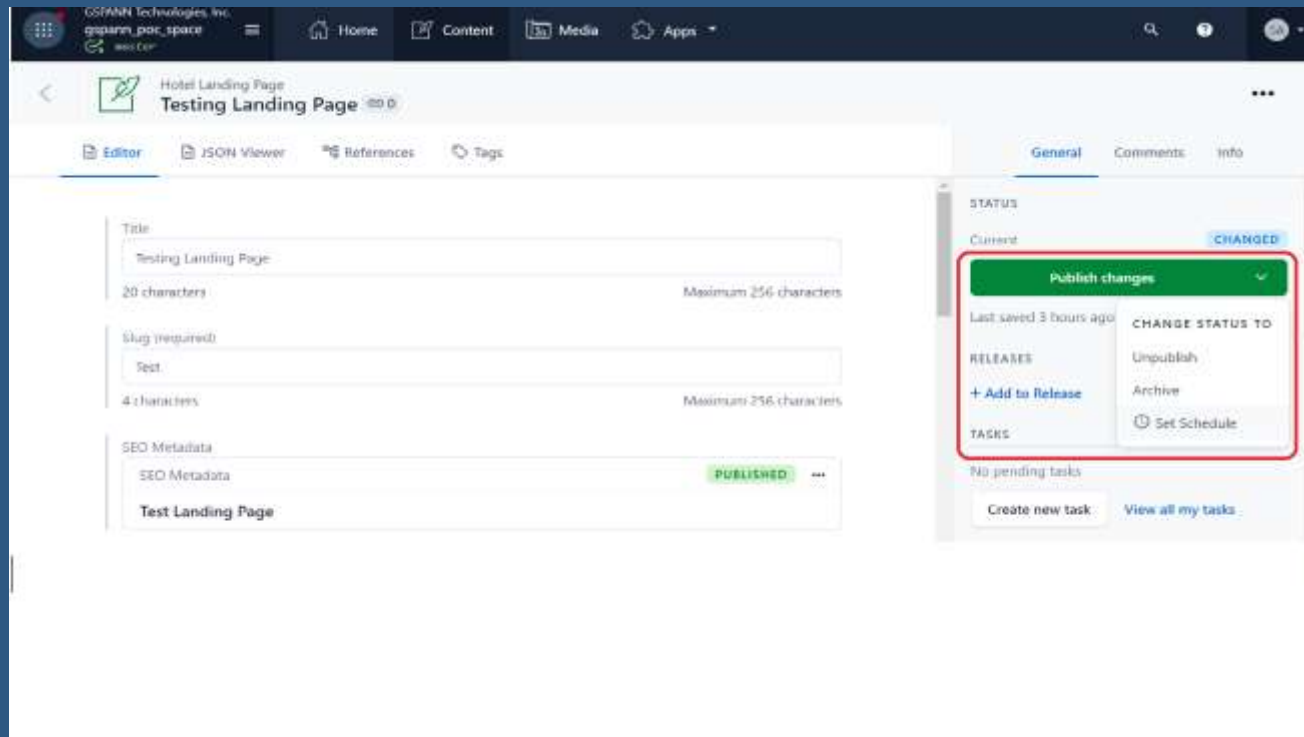 GSPANN Technologies, Inc.
gspann_poc_space
master
Home
Content
Media
Apps
Hotel Landing Page
Testing Landing Page 0
Editor
JSON Viewer
References
Tags
General
Comments
Info
Title
Testing Landing Page
20 characters
Maximum 256 characters
Slug (required)
Test
4 characters
Maximum 256 characters
SEO Metadata
SEO Metadata
PUBLISHED
Test Landing Page
STATUS
Current
CHANGED
Publish changes
Last saved 3 hours ago
CHANGE STATUS TO
Unpublish
Archive
Set Schedule
RELEASES
+ Add to Release
TASKS
No pending tasks
Create new task
View all my tasks